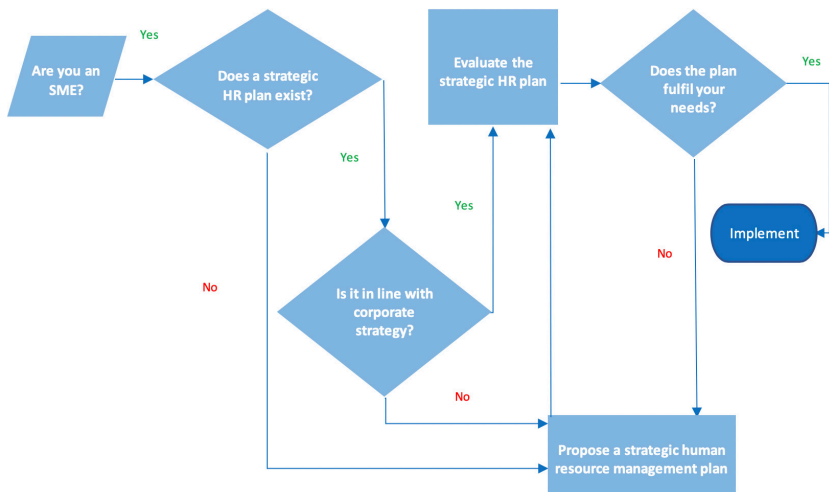 Yes
Are you an
SME?
Does a strategic
HR plan exist?
Evaluate the
strategic HR plan
Does the plan
fulfil your
needs?
Yes
Yes
Yes
Implement
No
No
Is it in line with
corporate
strategy?
No
Propose a strategic human
resource management plan